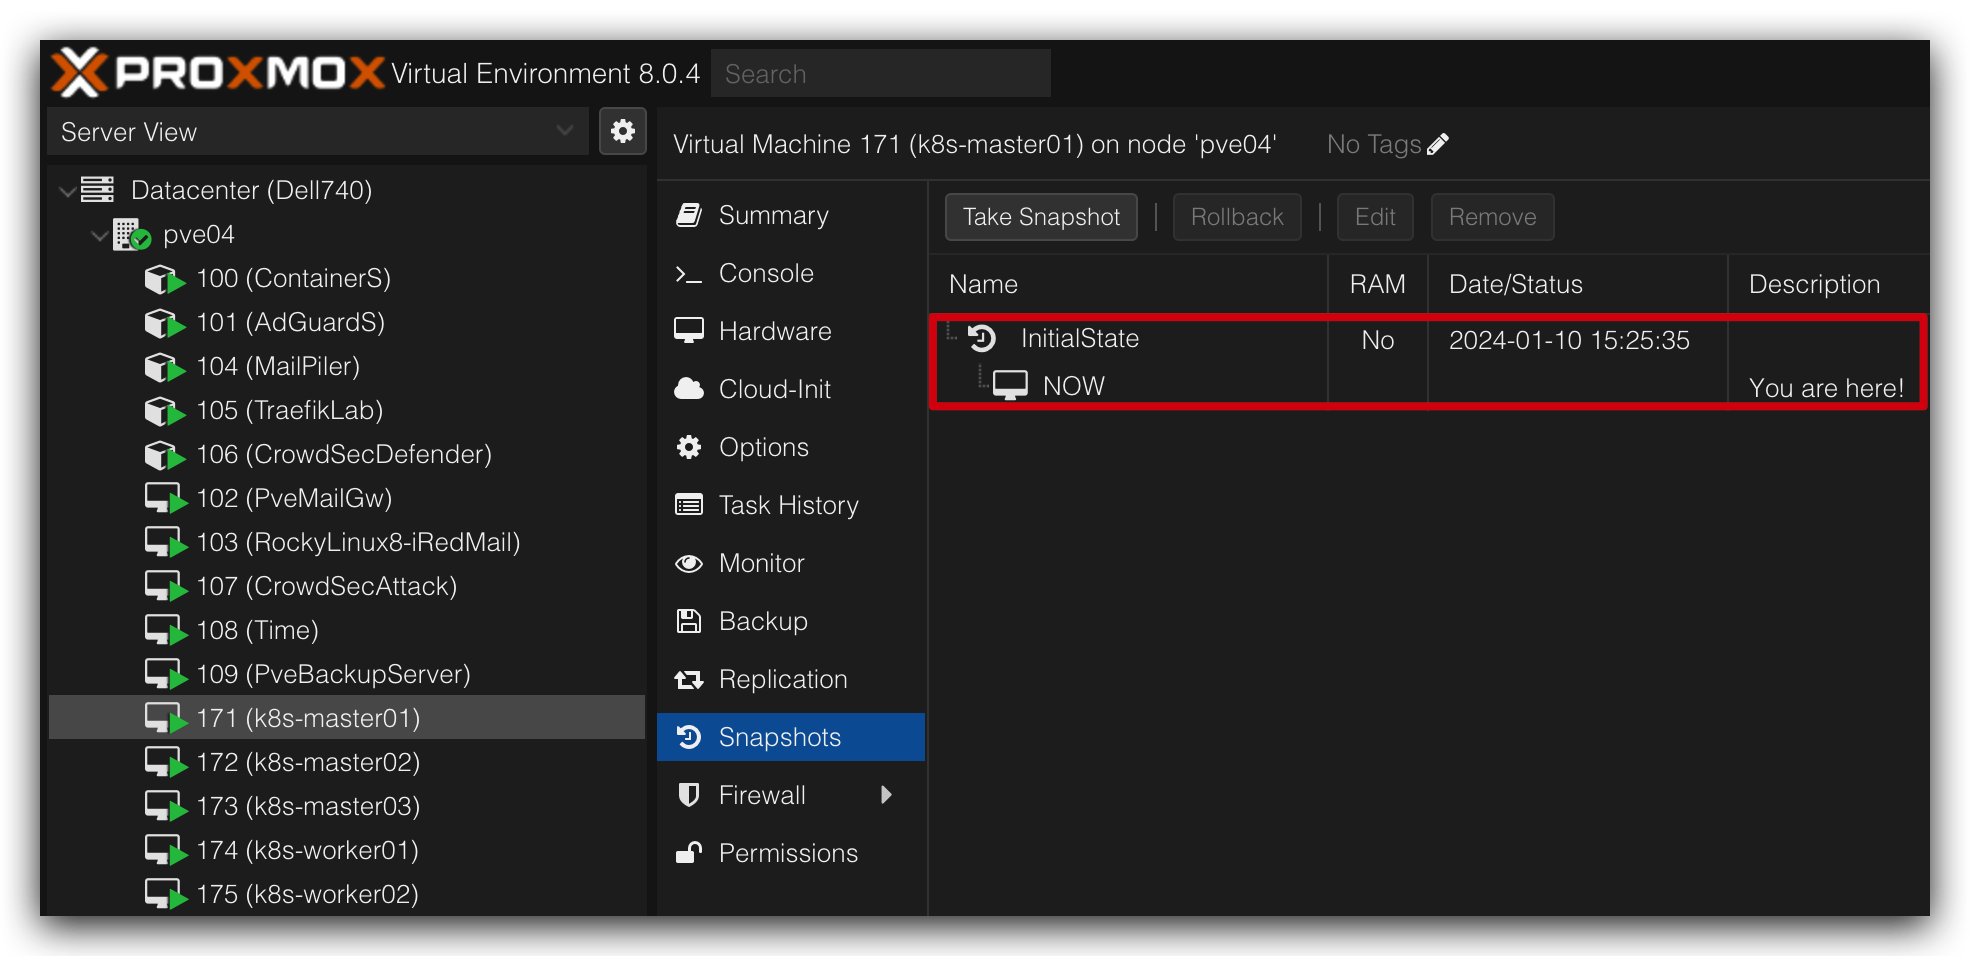 PROXMOX Virtual Environment 8.0.4 Search
Server View
Datacenter (Dell740)
pve04
100 (ContainerS)
101 (AdGuardS)
104 (MailPiler)
105 (TraefikLab)
106 (CrowdSecDefender)
102 (PveMailGw)
103 (RockyLinux8-iRedMail)
107 (CrowdSecAttack)
108 (Time)
109 (PveBackupServer)
171 (k8s-master01)
172 (k8s-master02)
173 (k8s-master03)
174 (k8s-worker01)
175 (k8s-worker02)
Virtual Machine 171 (k8s-master01) on node 'pve04' No Tags
Summary
Console
Hardware
Cloud-Init
Options
Task History
Monitor
Backup
Replication
Snapshots
Firewall
Permissions
Take Snapshot Rollback Edit Remove
Name RAM Date/Status Description
InitialState No 2024-01-10 15:25:35
NOW You are here!